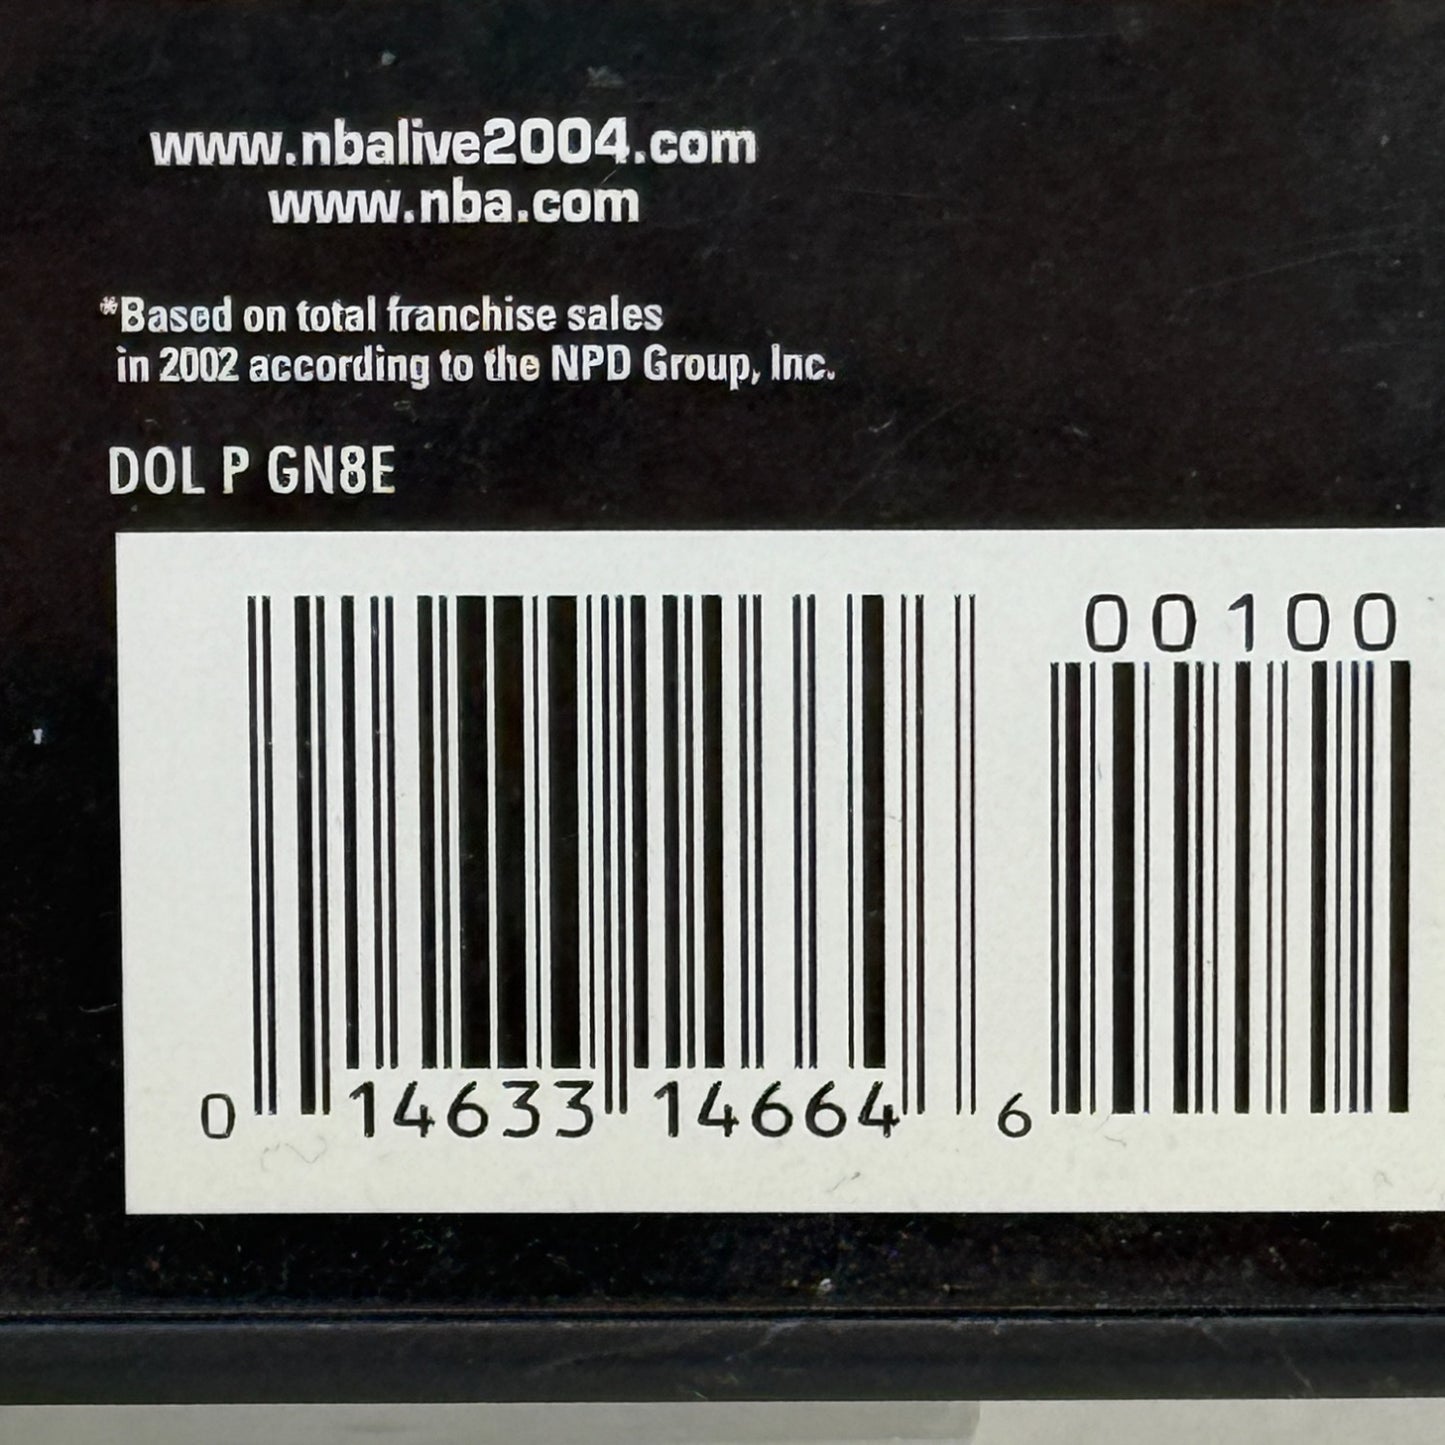 www.nbalive2004.com
www.nba.com
*Based on total franchise sales
in 2002 according to the NPD Group, Inc.
DOL P GN8E
00100
0 14633 14664 6